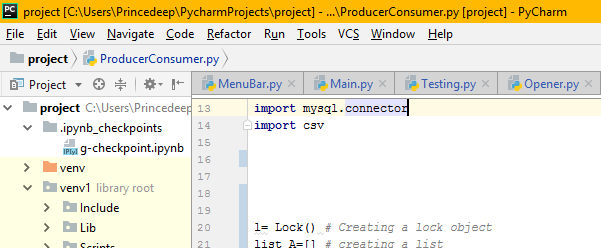 PC project [C:\Users\Princedeep\PycharmProjects\project] - ...\ProducerConsumer.py [project] - PyCharm
File Edit View Navigate Code Refactor Run Tools VCS Window Help
project ProducerConsumer.py
Project MenuBar.py Main.py Testing.py Opener.py
project C:\Users\Princedeep\
.ipynb_checkpoints
g-checkpoint.ipynb
venv
venv1 library root
Include
Lib
Scripts
13 import mysql.connector
14 import csv
15
16
17
18
19
20 l= Lock() # Creating a lock object
21 list A=[] # creating a list